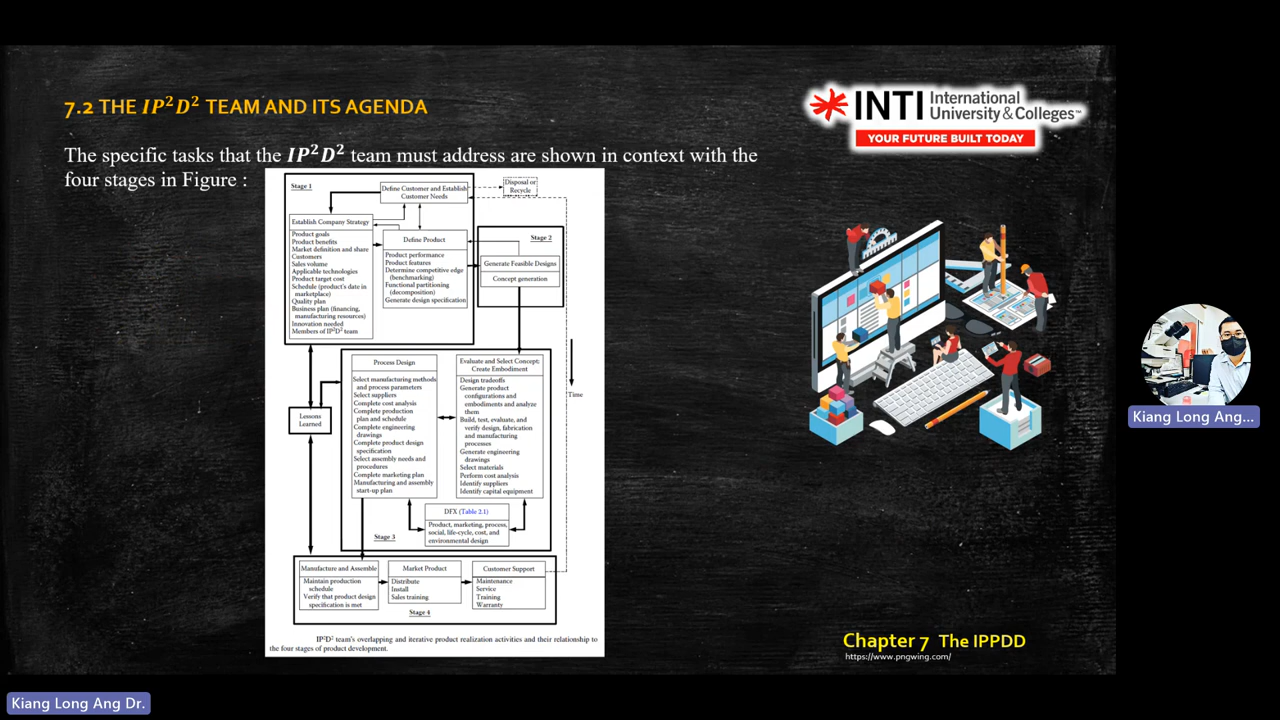 7.2 THE IP²D² TEAM AND ITS AGENDA
The specific tasks that the IP²D² team must address are shown in context with the
four stages in Figure :
INTI International
University & Colleges™
YOUR FUTURE BUILT TODAY
Stage 1
Define Customer and Establish
Customer Needs
Disposal or
Recycle
Establish Company Strategy
Product goals
Product benefits
Market definition and share
Customers
Sales volume
Applicable technologies
Product target cost
Schedule (product's date in
marketplace)
Quality plan
Business plan (financing,
manufacturing resources)
Innovation needed
Members of IP²D² team
Define Product
Product performance
Product features
Determine competitive edge
(benchmarking)
Functional partitioning
(decomposition)
Generate design specification
Stage 2
Generate Feasible Designs
Concept generation
Time
Lessons
Learned
Process Design
Select manufacturing methods
and process parameters
Select suppliers
Complete cost analysis
Complete production
plan and schedule
Complete engineering
drawings
Complete product design
specification
Select assembly needs and
procedures
Complete marketing plan
Manufacturing and assembly
start-up plan
Evaluate and Select Concept:
Create Embodiment
Design tradeoffs
Generate product
configurations and
embodiments and analyze
them
Build, test, evaluate, and
verify design, fabrication
and manufacturing
processes
Generate engineering
drawings
Select materials
Perform cost analysis
Identify suppliers
Identify capital equipment
DFX (Table 2.1)
Product, marketing, process,
social, life-cycle, cost, and
environmental design
Stage 3
Manufacture and Assemble
Maintain production
schedule
Verify that product design
specification is met
Market Product
Distribute
Install
Sales training
Customer Support
Maintenance
Service
Training
Warranty
Stage 4
IP²D² team's overlapping and iterative product realization activities and their relationship to
the four stages of product development.
Chapter 7 The IPPDD
https://www.pngwing.com/
Kiang Long Ang...
Kiang Long Ang Dr.